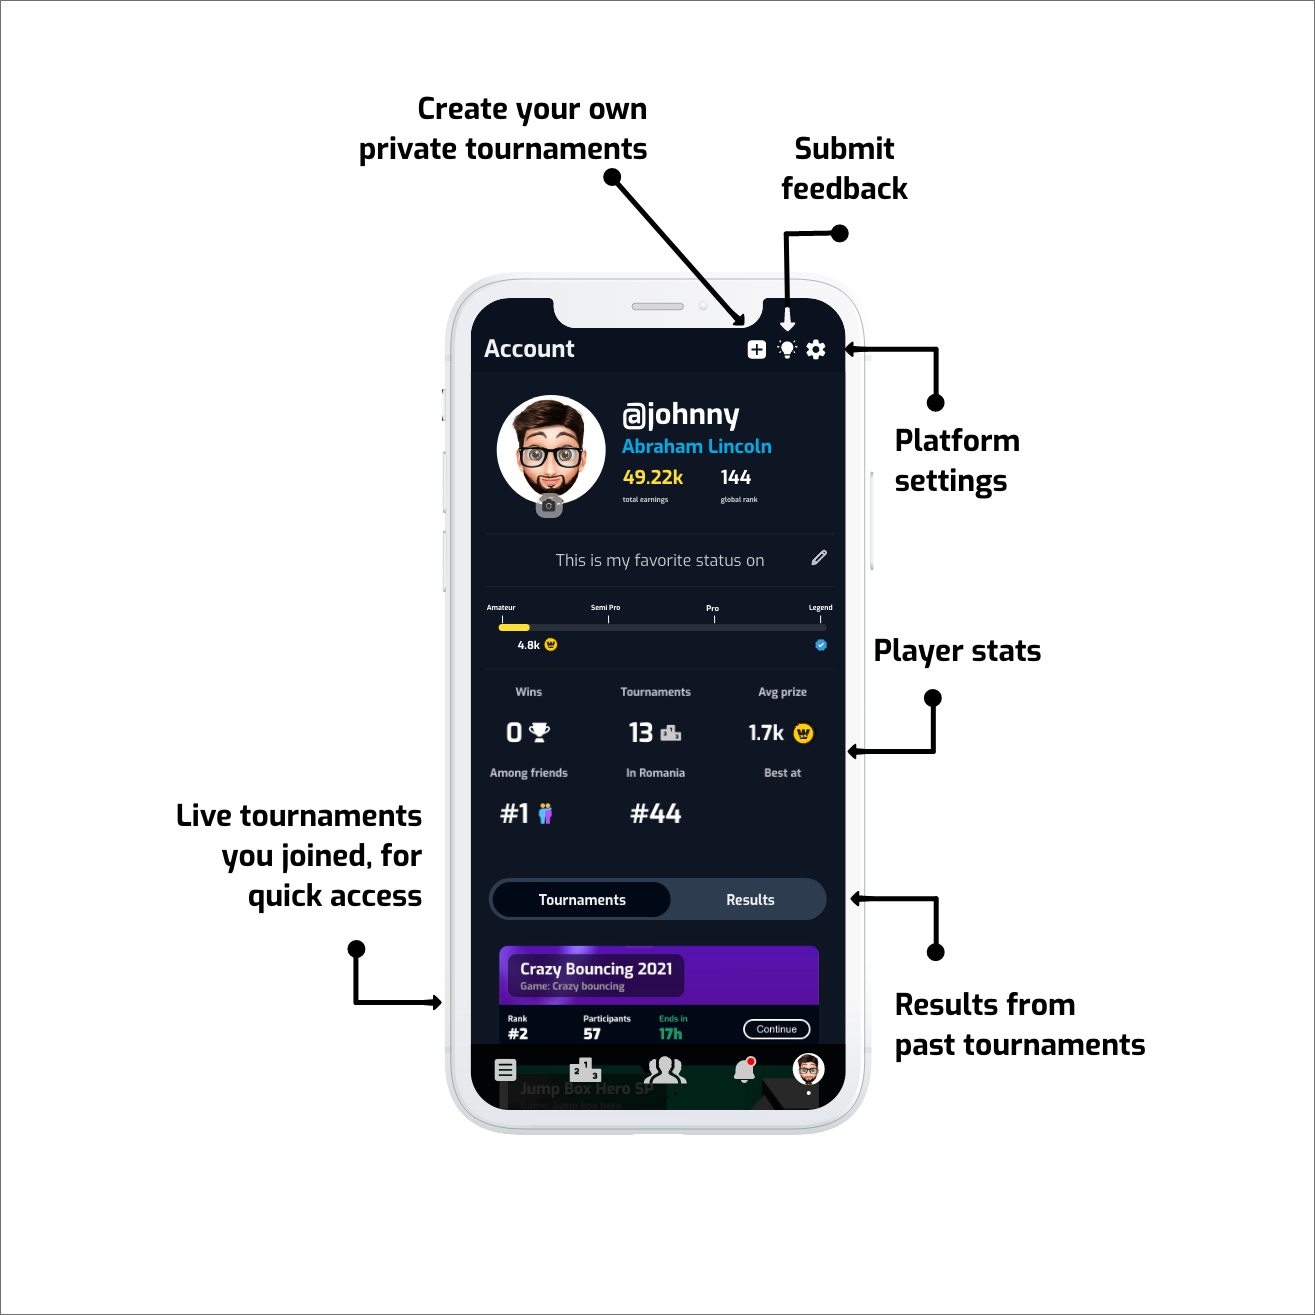 Create your own
private tournaments
Submit
feedback
Account
@johnny
Abraham Lincoln
49.22k
144
total earnings
global rank
Platform
settings
This is my favorite status on
Amateur
Semi Pro
Pro
Legend
4.8k
Player stats
Wins
Tournaments
Avg prize
0
13
1.7k
Among friends
In Romania
Best at
#1
#44
Live tournaments
you joined, for
quick access
Tournaments
Results
Crazy Bouncing 2021
Game: Crazy bouncing
Rank
Participants
Ends in
#2
57
17h
Continue
Results from
past tournaments
2 1 3
Jump Box Hero SP